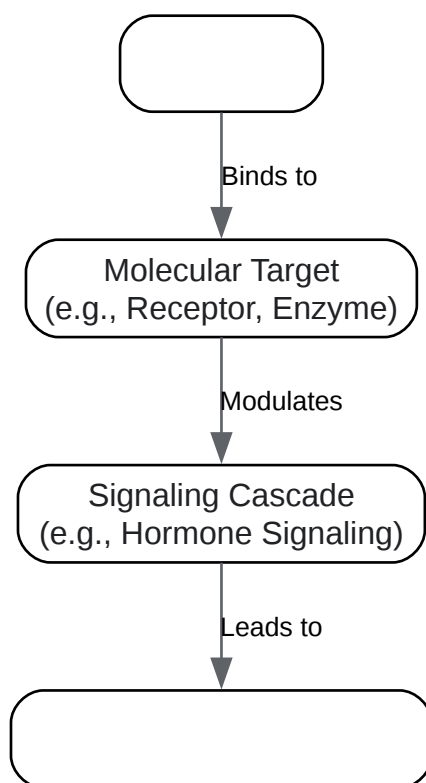 Binds to
Molecular Target
(e.g., Receptor, Enzyme)
Modulates
Signaling Cascade
(e.g., Hormone Signaling)
Leads to